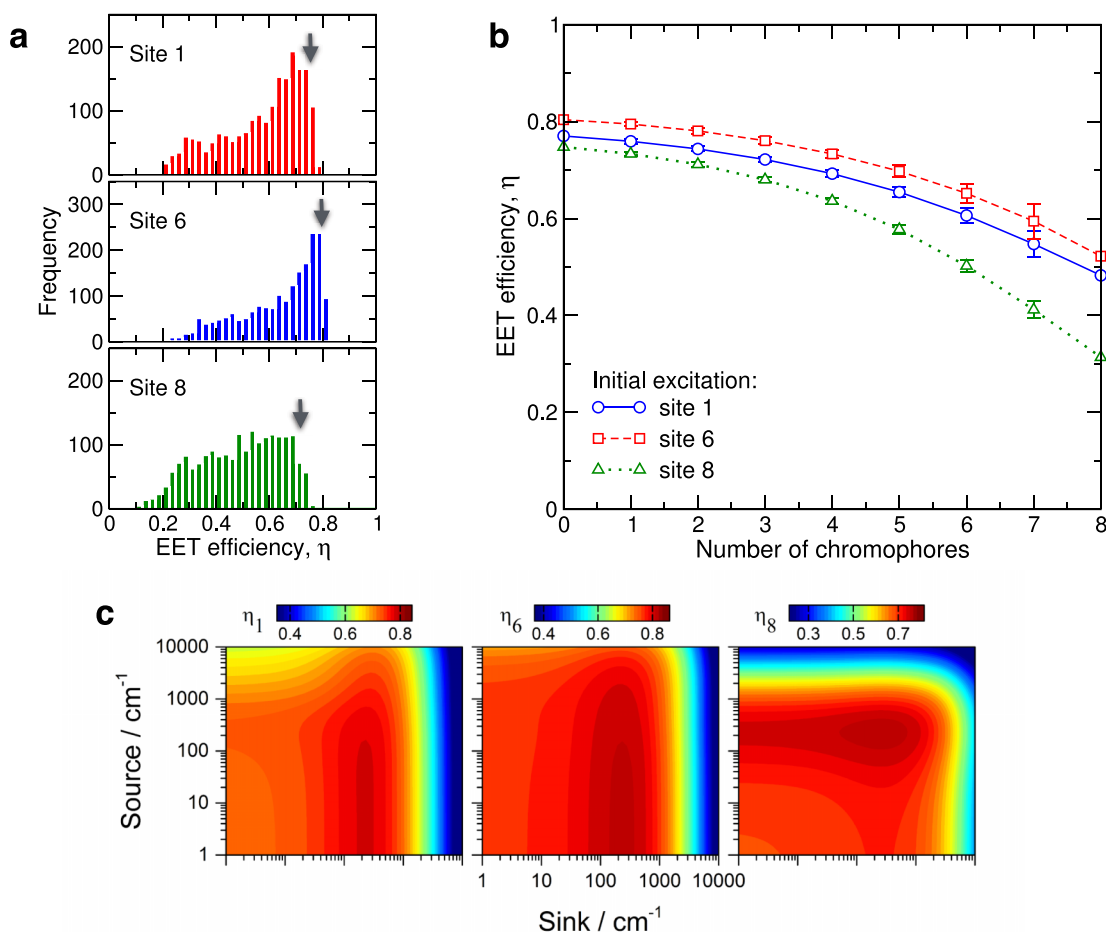 a
Site 1
200
100
0
Site 6
300
200
100
0
Site 8
200
100
0
0
0.2
0.4
0.6
0.8
1
Frequency
EET efficiency, η
b
1
0.8
0.6
0.4
0.2
0
EET efficiency, η
Initial excitation:
site 1
site 6
site 8
0
1
2
3
4
5
6
7
8
Number of chromophores
c
η1
0.4
0.6
0.8
η6
0.4
0.6
0.8
η8
0.3
0.5
0.7
10000
1000
100
10
1
Source / cm-1
1
10
100
1000
10000
Sink / cm-1